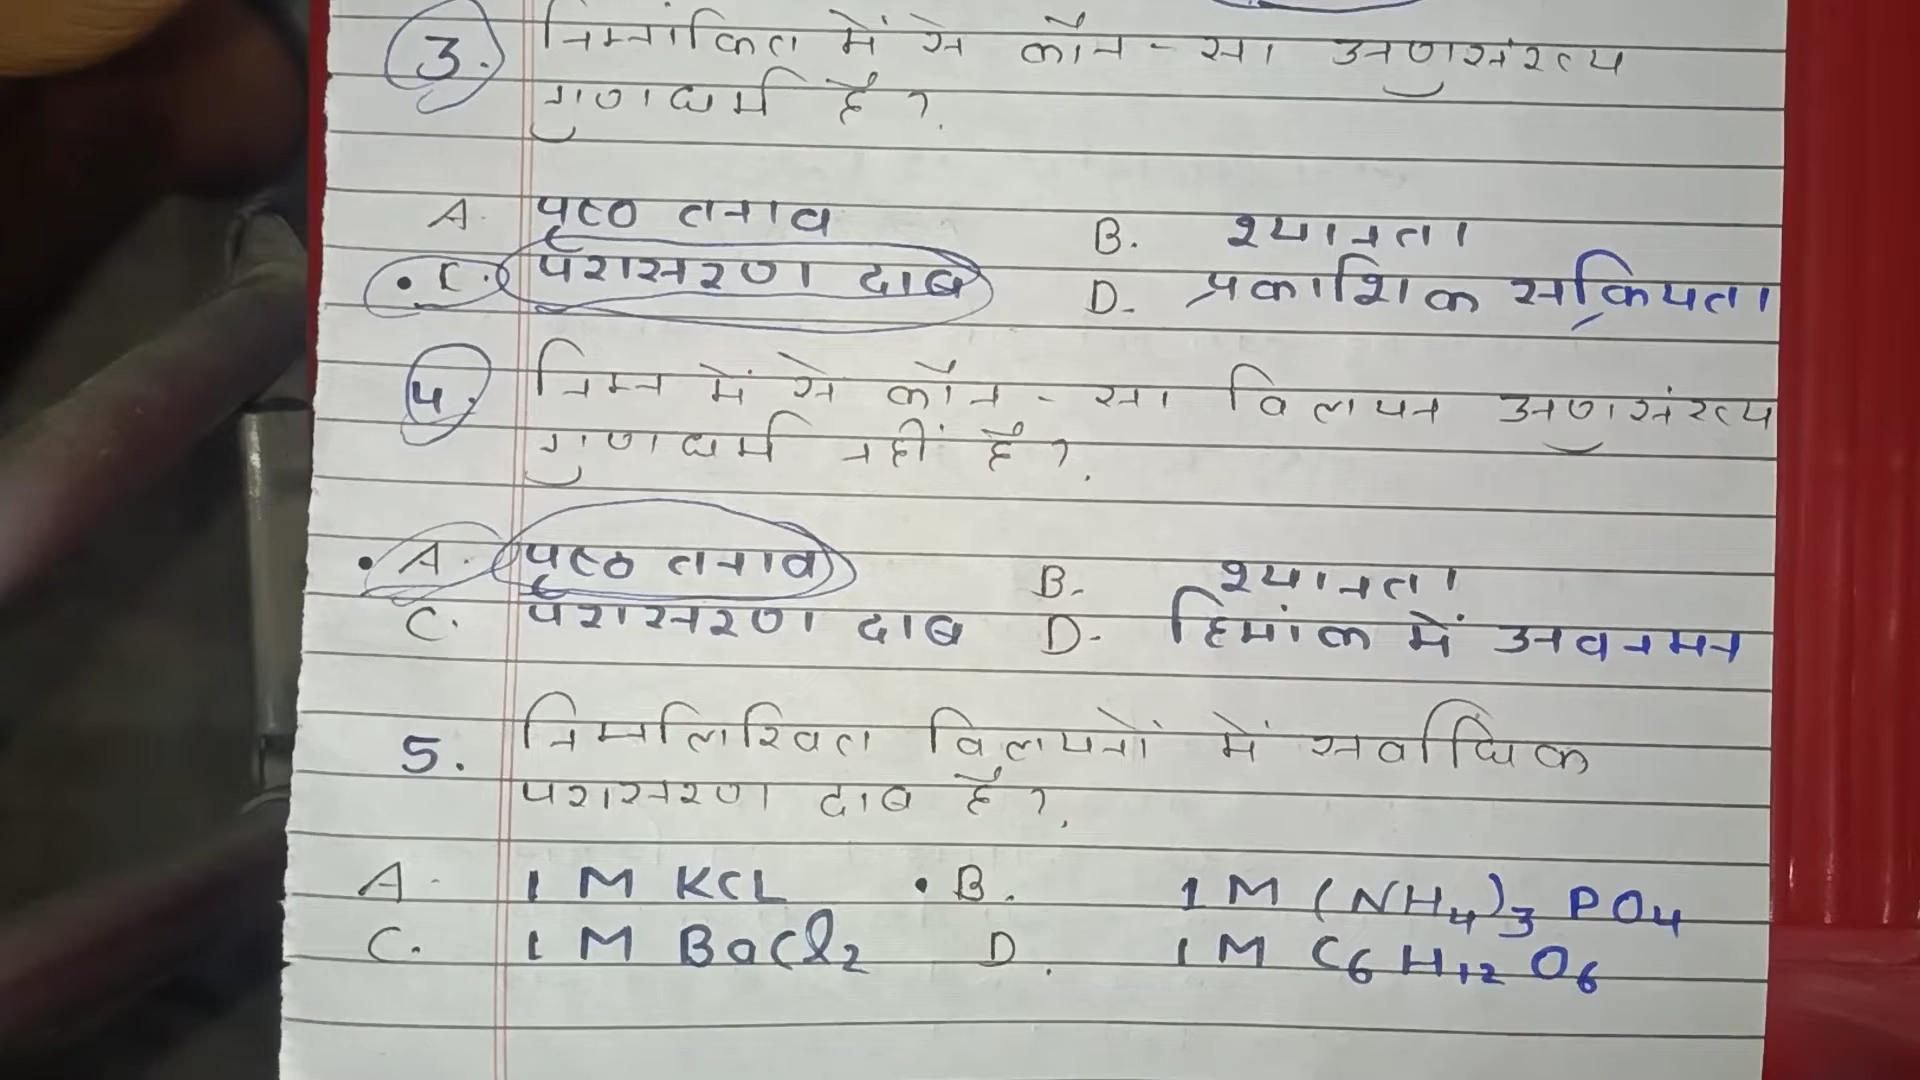 3. निम्नांकित में से कौन-सा अणुसंख्य
गुणधर्म है?
A. पृष्ठ तनाव B. श्यानता
C. परासरण दाब D. प्रकाशिक सक्रियता
4. निम्न में से कौन-सा विलयन अणुसंख्य
गुणधर्म नहीं है?
A. पृष्ठ तनाव B. श्यानता
C. परासरण दाब D. हिमांक में अवनमन
5. निम्नलिखित विलयनों में सर्वाधिक
परासरण दाब है?
A. 1 M KCL B. 1 M (NH₄)₃ PO₄
C. 1 M BaCl₂ D. 1 M C₆H₁₂O₆